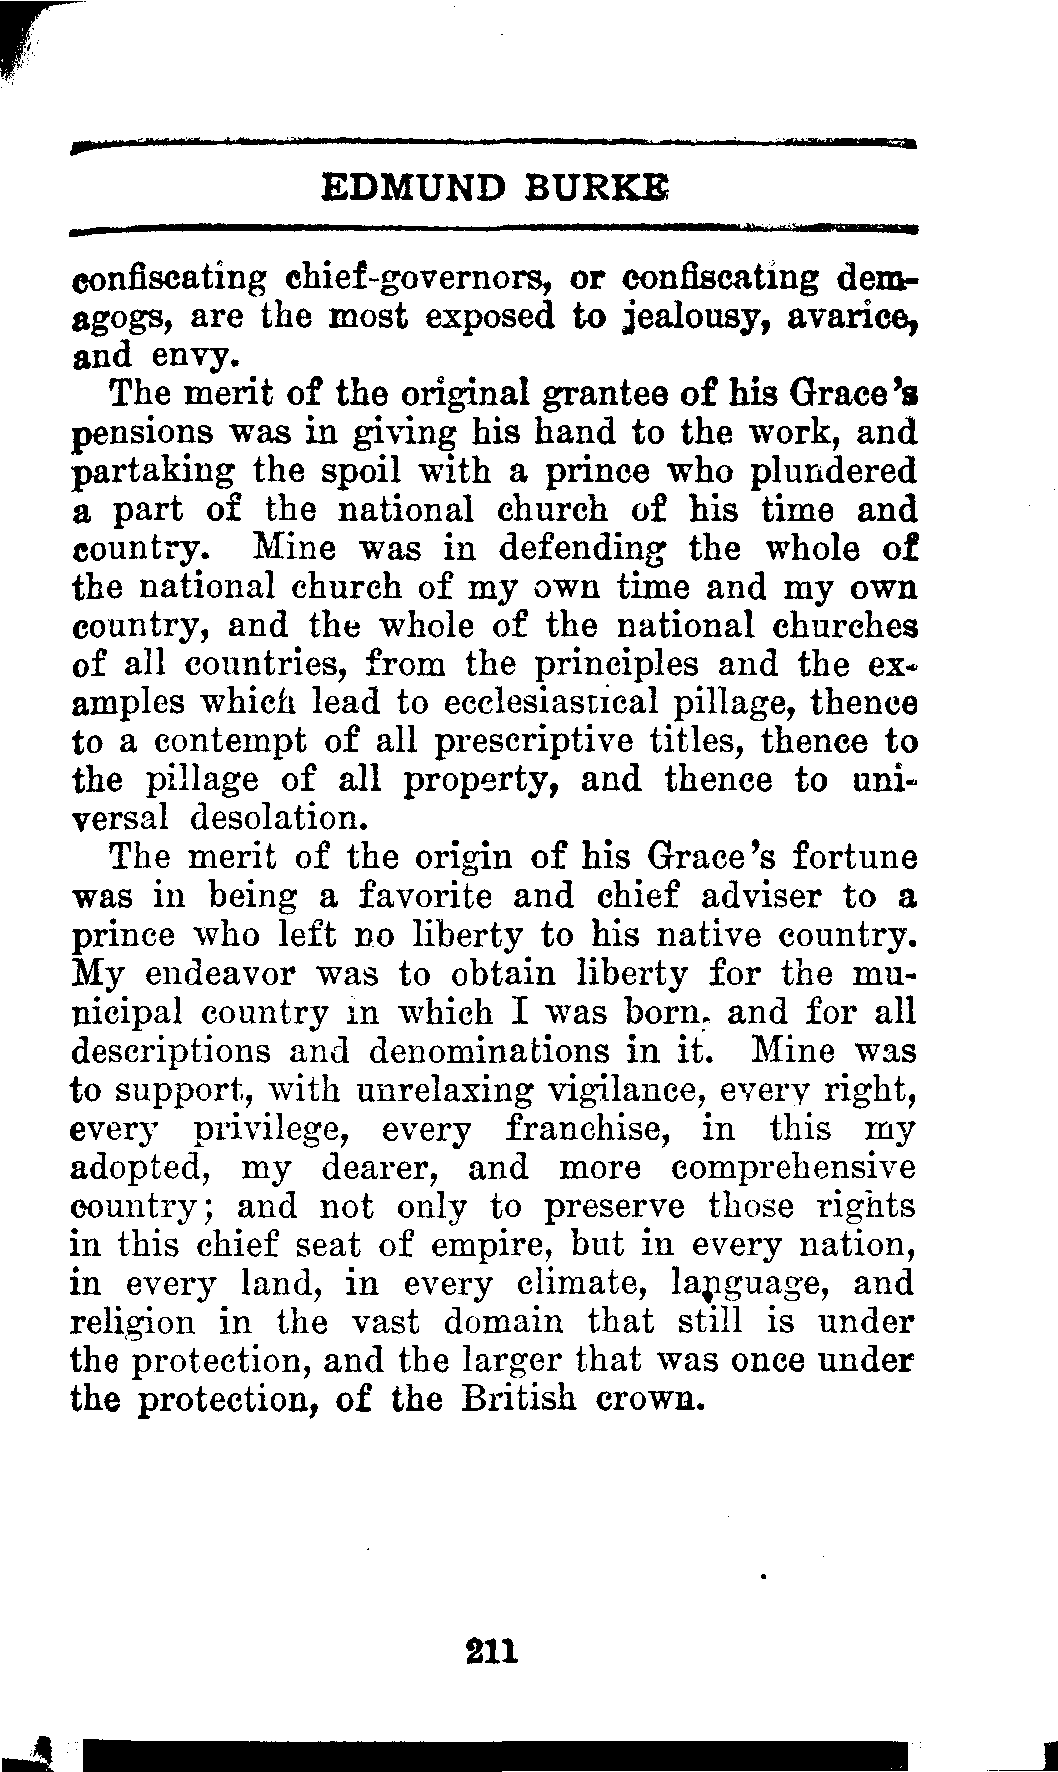 EDMUND BURKE
confiscating chief-governors, or confiscating dem-
agogs, are the most exposed to jealousy, avarice,
and envy.
The merit of the original grantee of his Grace's
pensions was in giving his hand to the work, and
partaking the spoil with a prince who plundered
a part of the national church of his time and
country. Mine was in defending the whole of
the national church of my own time and my own
country, and the whole of the national churches
of all countries, from the principles and the ex-
amples which lead to ecclesiastical pillage, thence
to a contempt of all prescriptive titles, thence to
the pillage of all property, and thence to uni-
versal desolation.
The merit of the origin of his Grace's fortune
was in being a favorite and chief adviser to a
prince who left no liberty to his native country.
My endeavor was to obtain liberty for the mu-
nicipal country in which I was born, and for all
descriptions and denominations in it. Mine was
to support, with unrelaxing vigilance, every right,
every privilege, every franchise, in this my
adopted, my dearer, and more comprehensive
country; and not only to preserve those rights
in this chief seat of empire, but in every nation,
in every land, in every climate, language, and
religion in the vast domain that still is under
the protection, and the larger that was once under
the protection, of the British crown.
211